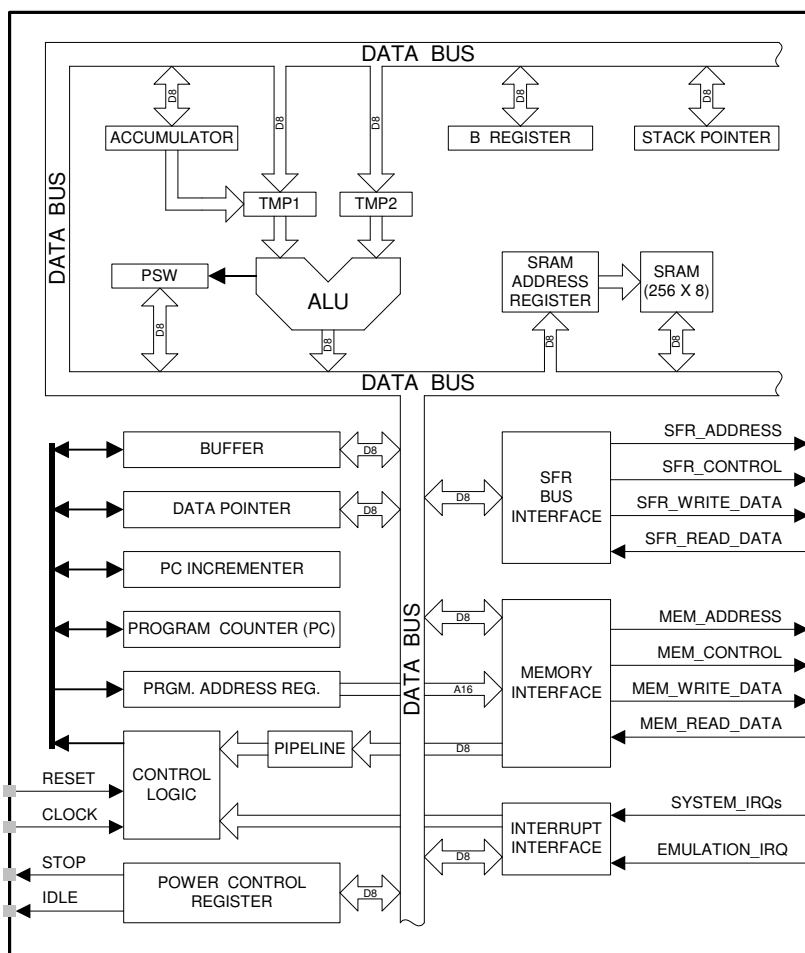 DATA BUS
D8
D8
D8
D8
D8
ACCUMULATOR
B REGISTER
STACK POINTER
DATA BUS
TMP1
TMP2
PSW
ALU
SRAM
ADDRESS
REGISTER
SRAM
(256 X 8)
D8
D8
D8
D8
DATA BUS
BUFFER
D8
DATA POINTER
D8
PC INCREMENTER
PROGRAM COUNTER (PC)
PRGM. ADDRESS REG.
A16
DATA BUS
D8
SFR
BUS
INTERFACE
SFR_ADDRESS
SFR_CONTROL
SFR_WRITE_DATA
SFR_READ_DATA
D8
MEMORY
INTERFACE
MEM_ADDRESS
MEM_CONTROL
MEM_WRITE_DATA
MEM_READ_DATA
CONTROL
LOGIC
PIPELINE
D8
RESET
CLOCK
INTERRUPT
INTERFACE
SYSTEM_IRQs
EMULATION_IRQ
D8
STOP
IDLE
POWER CONTROL
REGISTER
D8